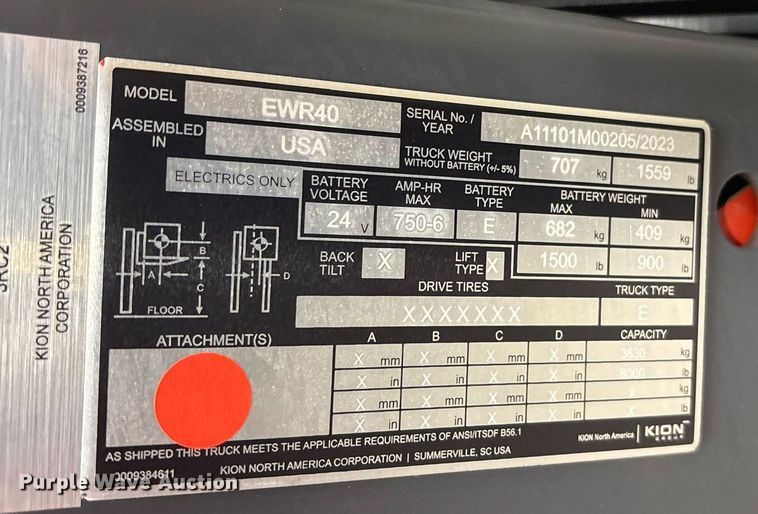 0009387216
KION NORTH AMERICA
CORPORATION
MODEL EWR40 SERIAL No. / YEAR A11101M00205/2023
ASSEMBLED IN USA TRUCK WEIGHT WITHOUT BATTERY (+/- 5%) 707 kg 1559 lb
ELECTRICS ONLY BATTERY VOLTAGE AMP-HR MAX BATTERY TYPE BATTERY WEIGHT
MAX MIN
24 V 750-6 E 682 kg 409 kg
1500 lb 900 lb
BACK TILT X LIFT TYPE X
A B C D
FLOOR
DRIVE TIRES TRUCK TYPE
XXXXXXX E
ATTACHMENT(S) A B C D CAPACITY
X mm X mm X mm X mm 3630 kg
X in X in X in X in 8000 lb
X mm X mm X mm X mm X kg
X in X in X in X in X lb
AS SHIPPED THIS TRUCK MEETS THE APPLICABLE REQUIREMENTS OF ANSI/ITSDF B56.1
KION North America KION GROUP
0009384611 KION NORTH AMERICA CORPORATION | SUMMERVILLE, SC USA
Purple Wave Auction